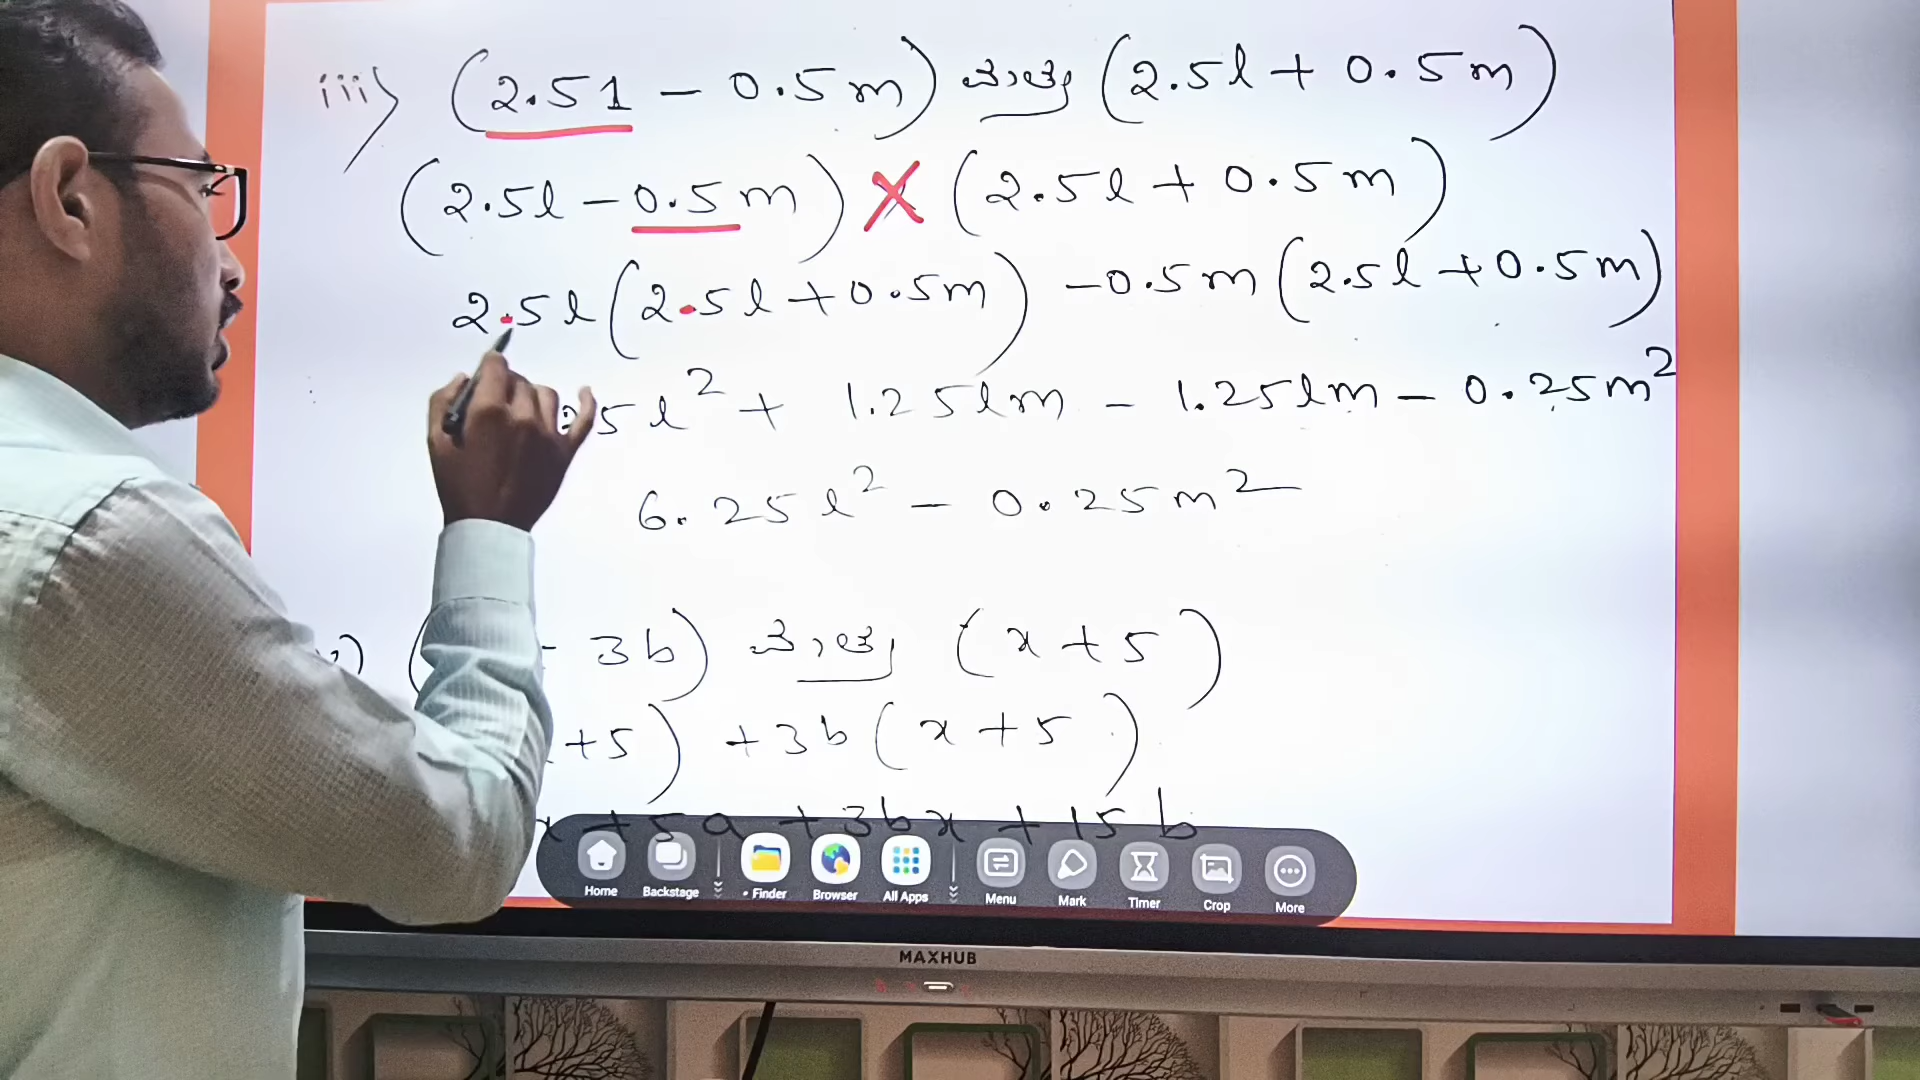 iii) (2.51 - 0.5m) ಮತ್ತು (2.5l + 0.5m)
(2.5l - 0.5m) X (2.5l + 0.5m)
2.5l (2.5l + 0.5m) - 0.5m (2.5l + 0.5m)
25l² + 1.25lm - 1.25lm - 0.25m²
6.25l² - 0.25m²
3b) ಮತ್ತು (x + 5)
+5) + 3b (x + 5)
x + 5a + 3bx + 15b
Home Backstage Finder Browser All Apps Menu Mark Timer Crop More
MAXHUB